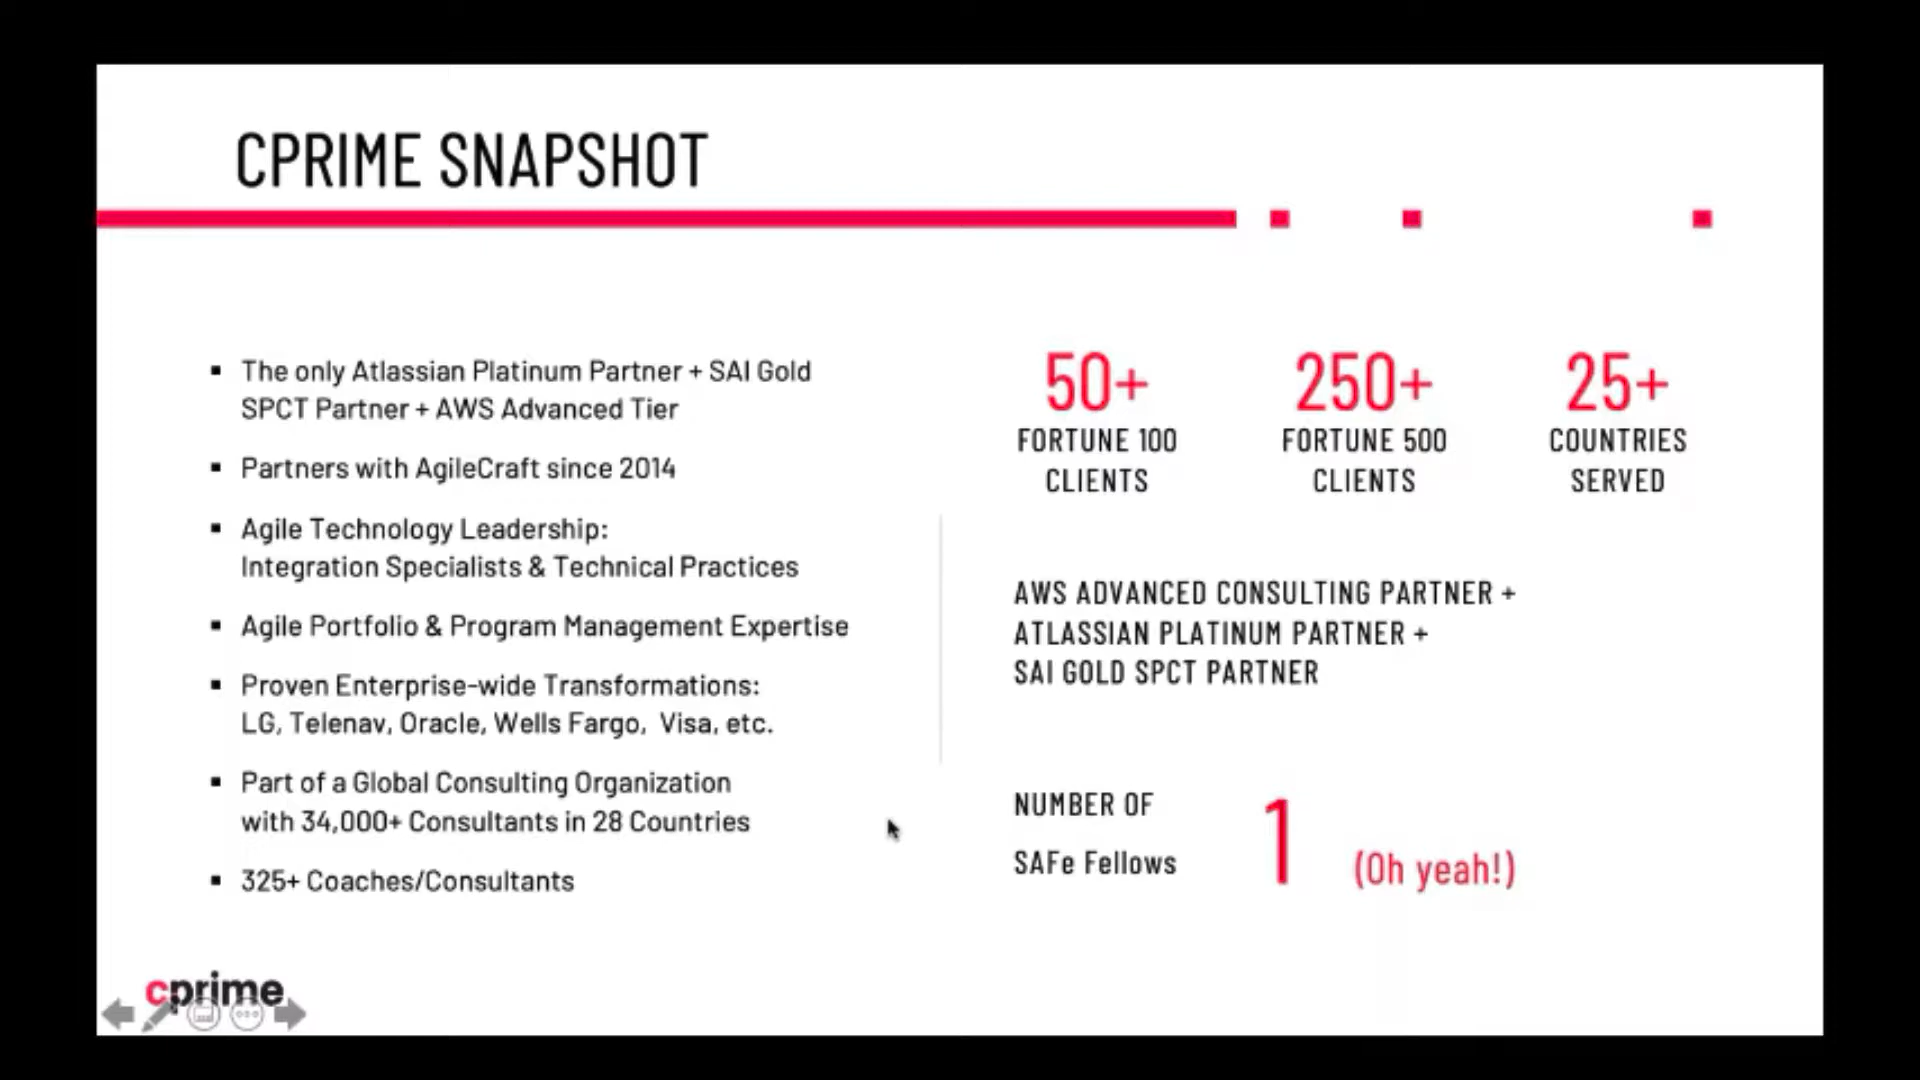 CPRIME SNAPSHOT
▪ The only Atlassian Platinum Partner + SAI Gold
SPCT Partner + AWS Advanced Tier
▪ Partners with AgileCraft since 2014
▪ Agile Technology Leadership:
Integration Specialists & Technical Practices
▪ Agile Portfolio & Program Management Expertise
▪ Proven Enterprise-wide Transformations:
LG, Telenav, Oracle, Wells Fargo, Visa, etc.
▪ Part of a Global Consulting Organization
with 34,000+ Consultants in 28 Countries
▪ 325+ Coaches/Consultants
50+
FORTUNE 100
CLIENTS
250+
FORTUNE 500
CLIENTS
25+
COUNTRIES
SERVED
AWS ADVANCED CONSULTING PARTNER +
ATLASSIAN PLATINUM PARTNER +
SAI GOLD SPCT PARTNER
NUMBER OF
SAFe Fellows
1 (Oh yeah!)
cprime